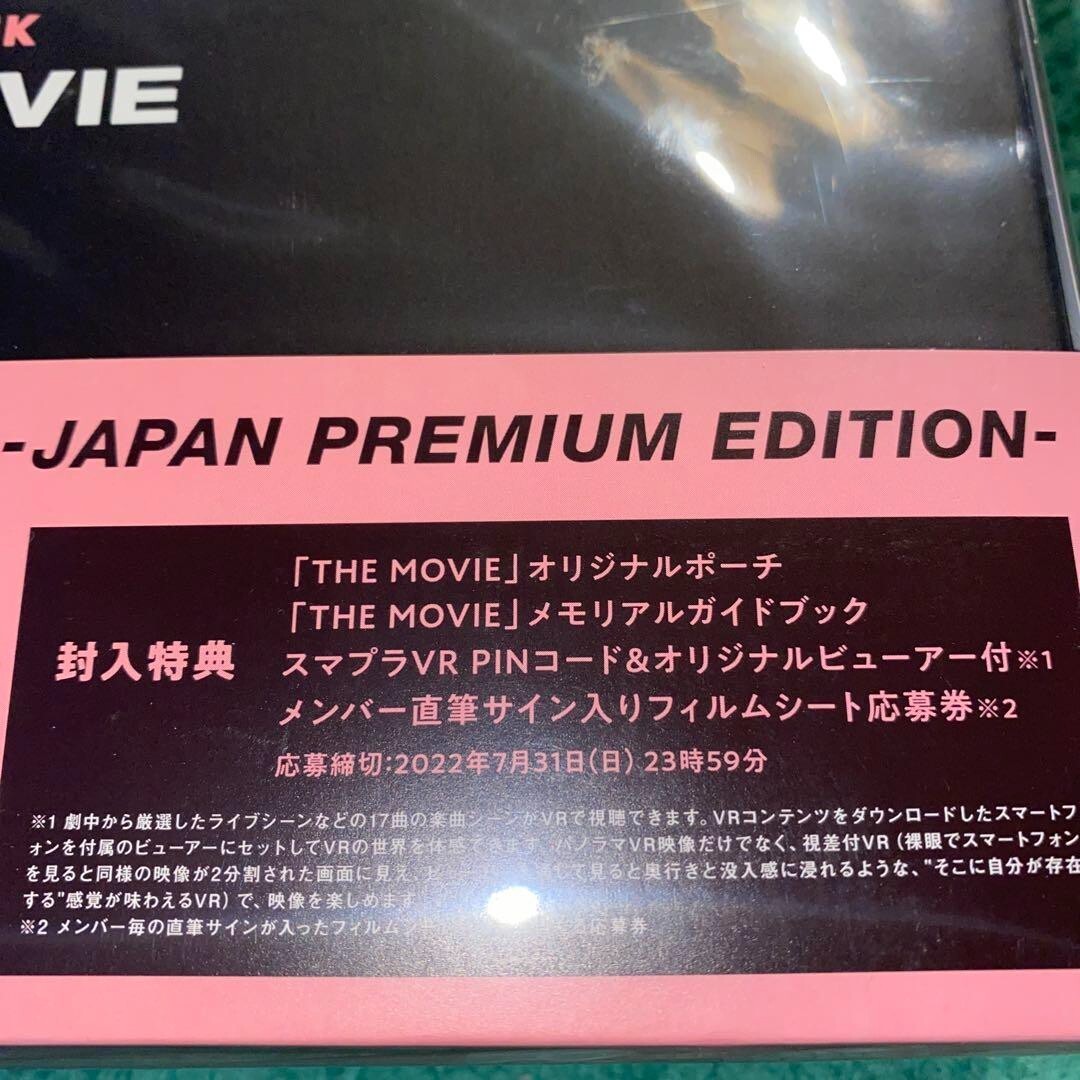 K
VIE
-JAPAN PREMIUM EDITION-
封入特典
「THE MOVIE」オリジナルポーチ
「THE MOVIE」メモリアルガイドブック
スマプラVR PINコード&オリジナルビューアー付※1
メンバー直筆サイン入りフィルムシート応募券※2
応募締切:2022年7月31日(日) 23時59分
※1 劇中から厳選したライブシーンなどの17曲の楽曲シーンがVRで視聴できます。VRコンテンツをダウンロードしたスマートフ
ォンを付属のビューアーにセットしてVRの世界を体感できます。パノラマVR映像だけでなく、視差付VR(裸眼でスマートフォン
を見ると同様の映像が2分割された画面に見え、 て見ると奥行きと没入感に浸れるような、"そこに自分が存在
する"感覚が味わえるVR)で、映像を楽しめます
※2 メンバー毎の直筆サインが入ったフィルムシー 応募券